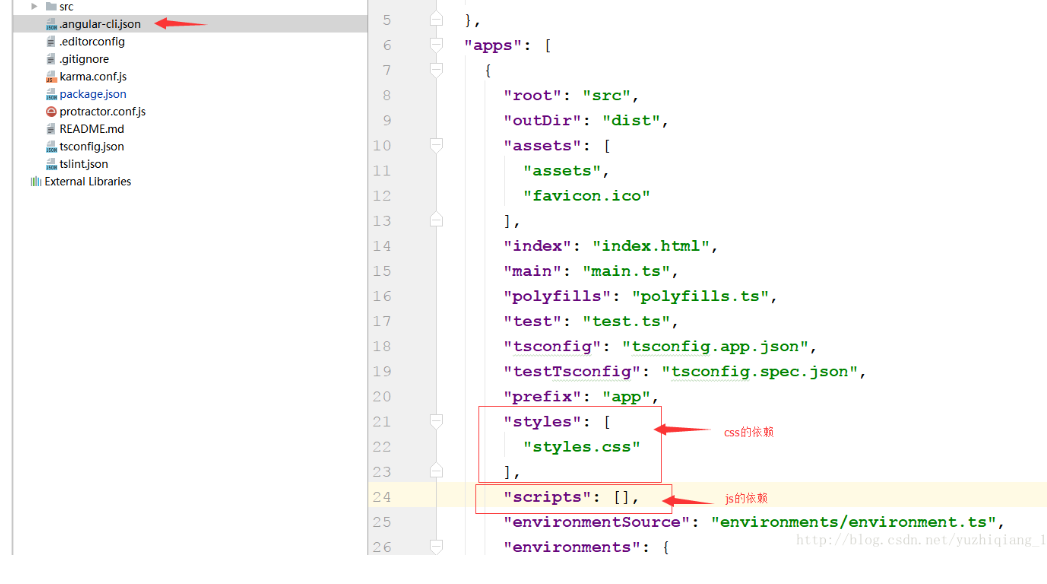 src
.angular-cli.json
.editorconfig
.gitignore
karma.conf.js
package.json
protractor.conf.js
README.md
tsconfig.json
tslint.json
External Libraries
5 },
6 "apps": [
7 {
8 "root": "src",
9 "outDir": "dist",
10 "assets": [
11 "assets",
12 "favicon.ico"
13 ],
14 "index": "index.html",
15 "main": "main.ts",
16 "polyfills": "polyfills.ts",
17 "test": "test.ts",
18 "tsconfig": "tsconfig.app.json",
19 "testTsconfig": "tsconfig.spec.json",
20 "prefix": "app",
21 "styles": [
css的依赖
22 "styles.css"
23 ],
24 "scripts": [],
js的依赖
25 "environmentSource": "environments/environment.ts",
26 "environments": {
http://blog.csdn.net/yuzhiqiang_1